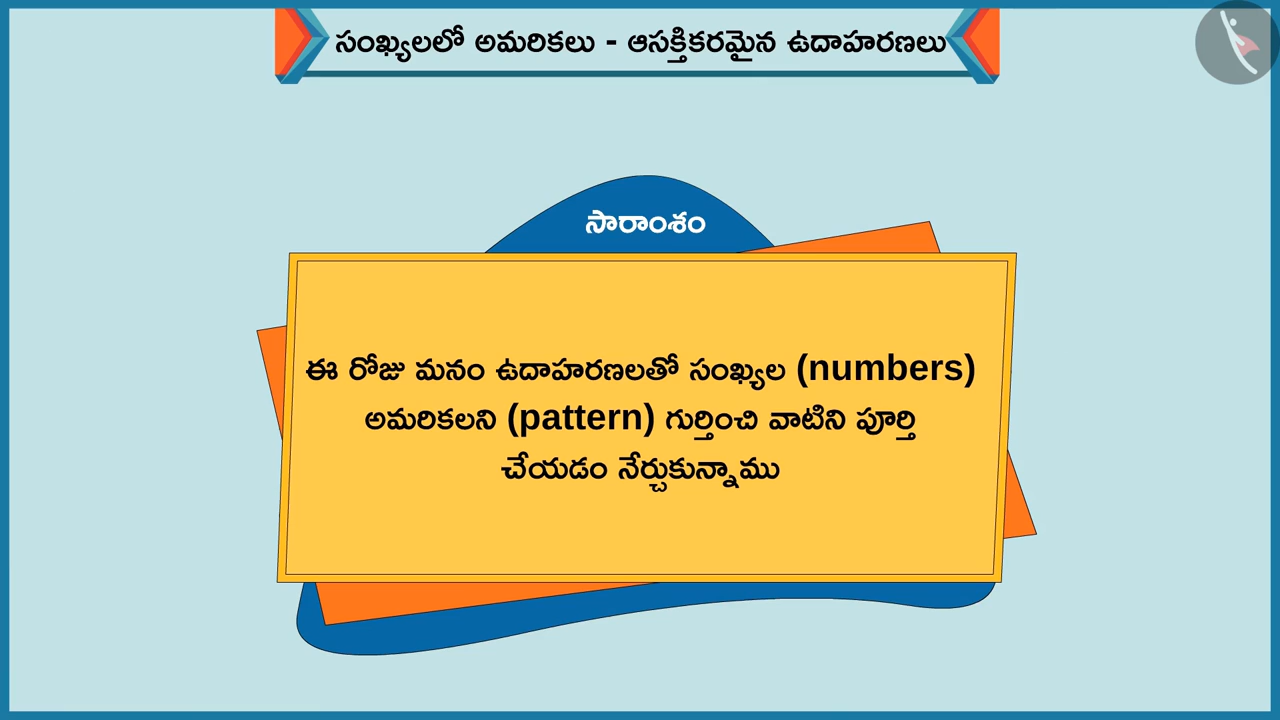 సంఖ్యలలో అమరికలు - ఆసక్తికరమైన ఉదాహరణలు
సారాంశం
ఈ రోజు మనం ఉదాహరణలతో సంఖ్యల (numbers)
అమరికలని (pattern) గుర్తించి వాటిని పూర్తి
చేయడం నేర్చుకున్నాము